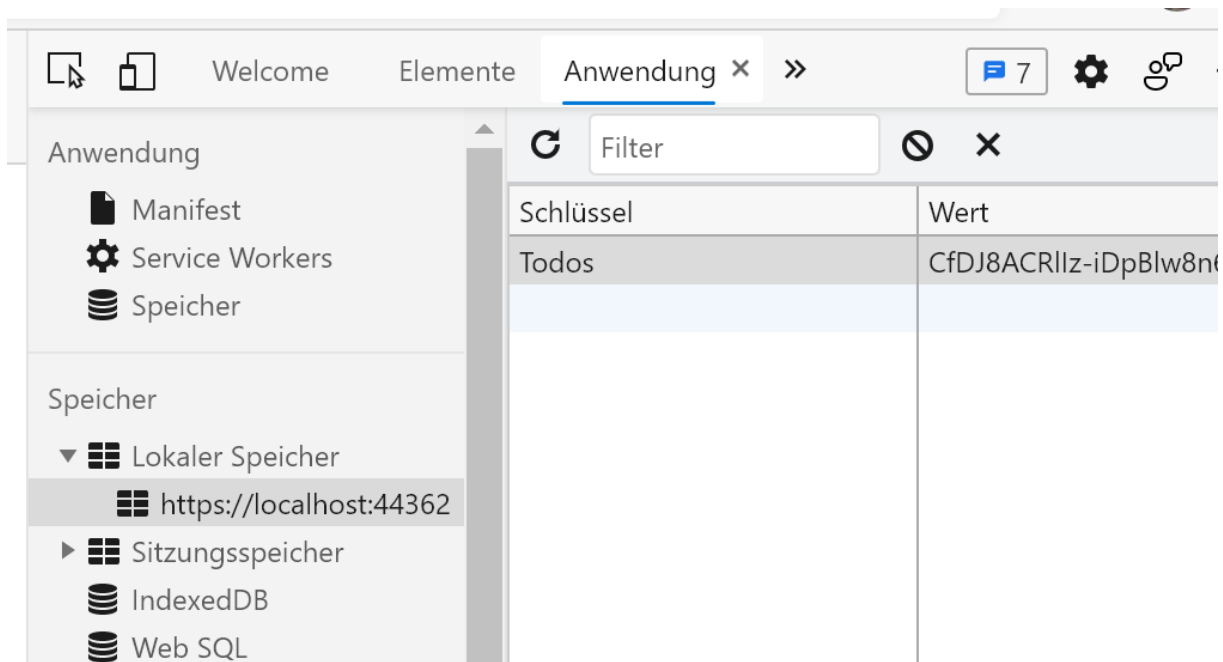 Welcome Elemente Anwendung × » 7
Anwendung
Manifest
Service Workers
Speicher
Speicher
Lokaler Speicher
https://localhost:44362
Sitzungsspeicher
IndexedDB
Web SQL
Filter
Schlüssel Wert
Todos CfDJ8ACRlIz-iDpBlw8n6